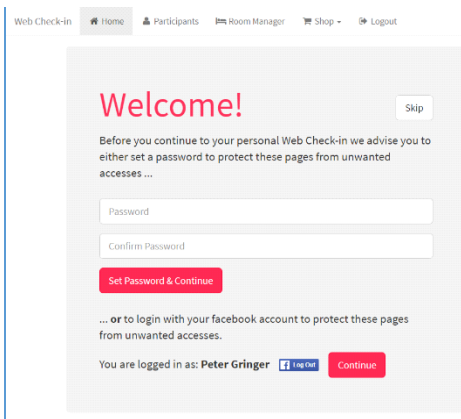 Web Check-in Home Participants Room Manager Shop Logout
Welcome!
Skip
Before you continue to your personal Web Check-in we advise you to
either set a password to protect these pages from unwanted
accesses ...
Password
Confirm Password
Set Password & Continue
... or to login with your facebook account to protect these pages
from unwanted accesses.
You are logged in as: Peter Gringer f Log Out Continue